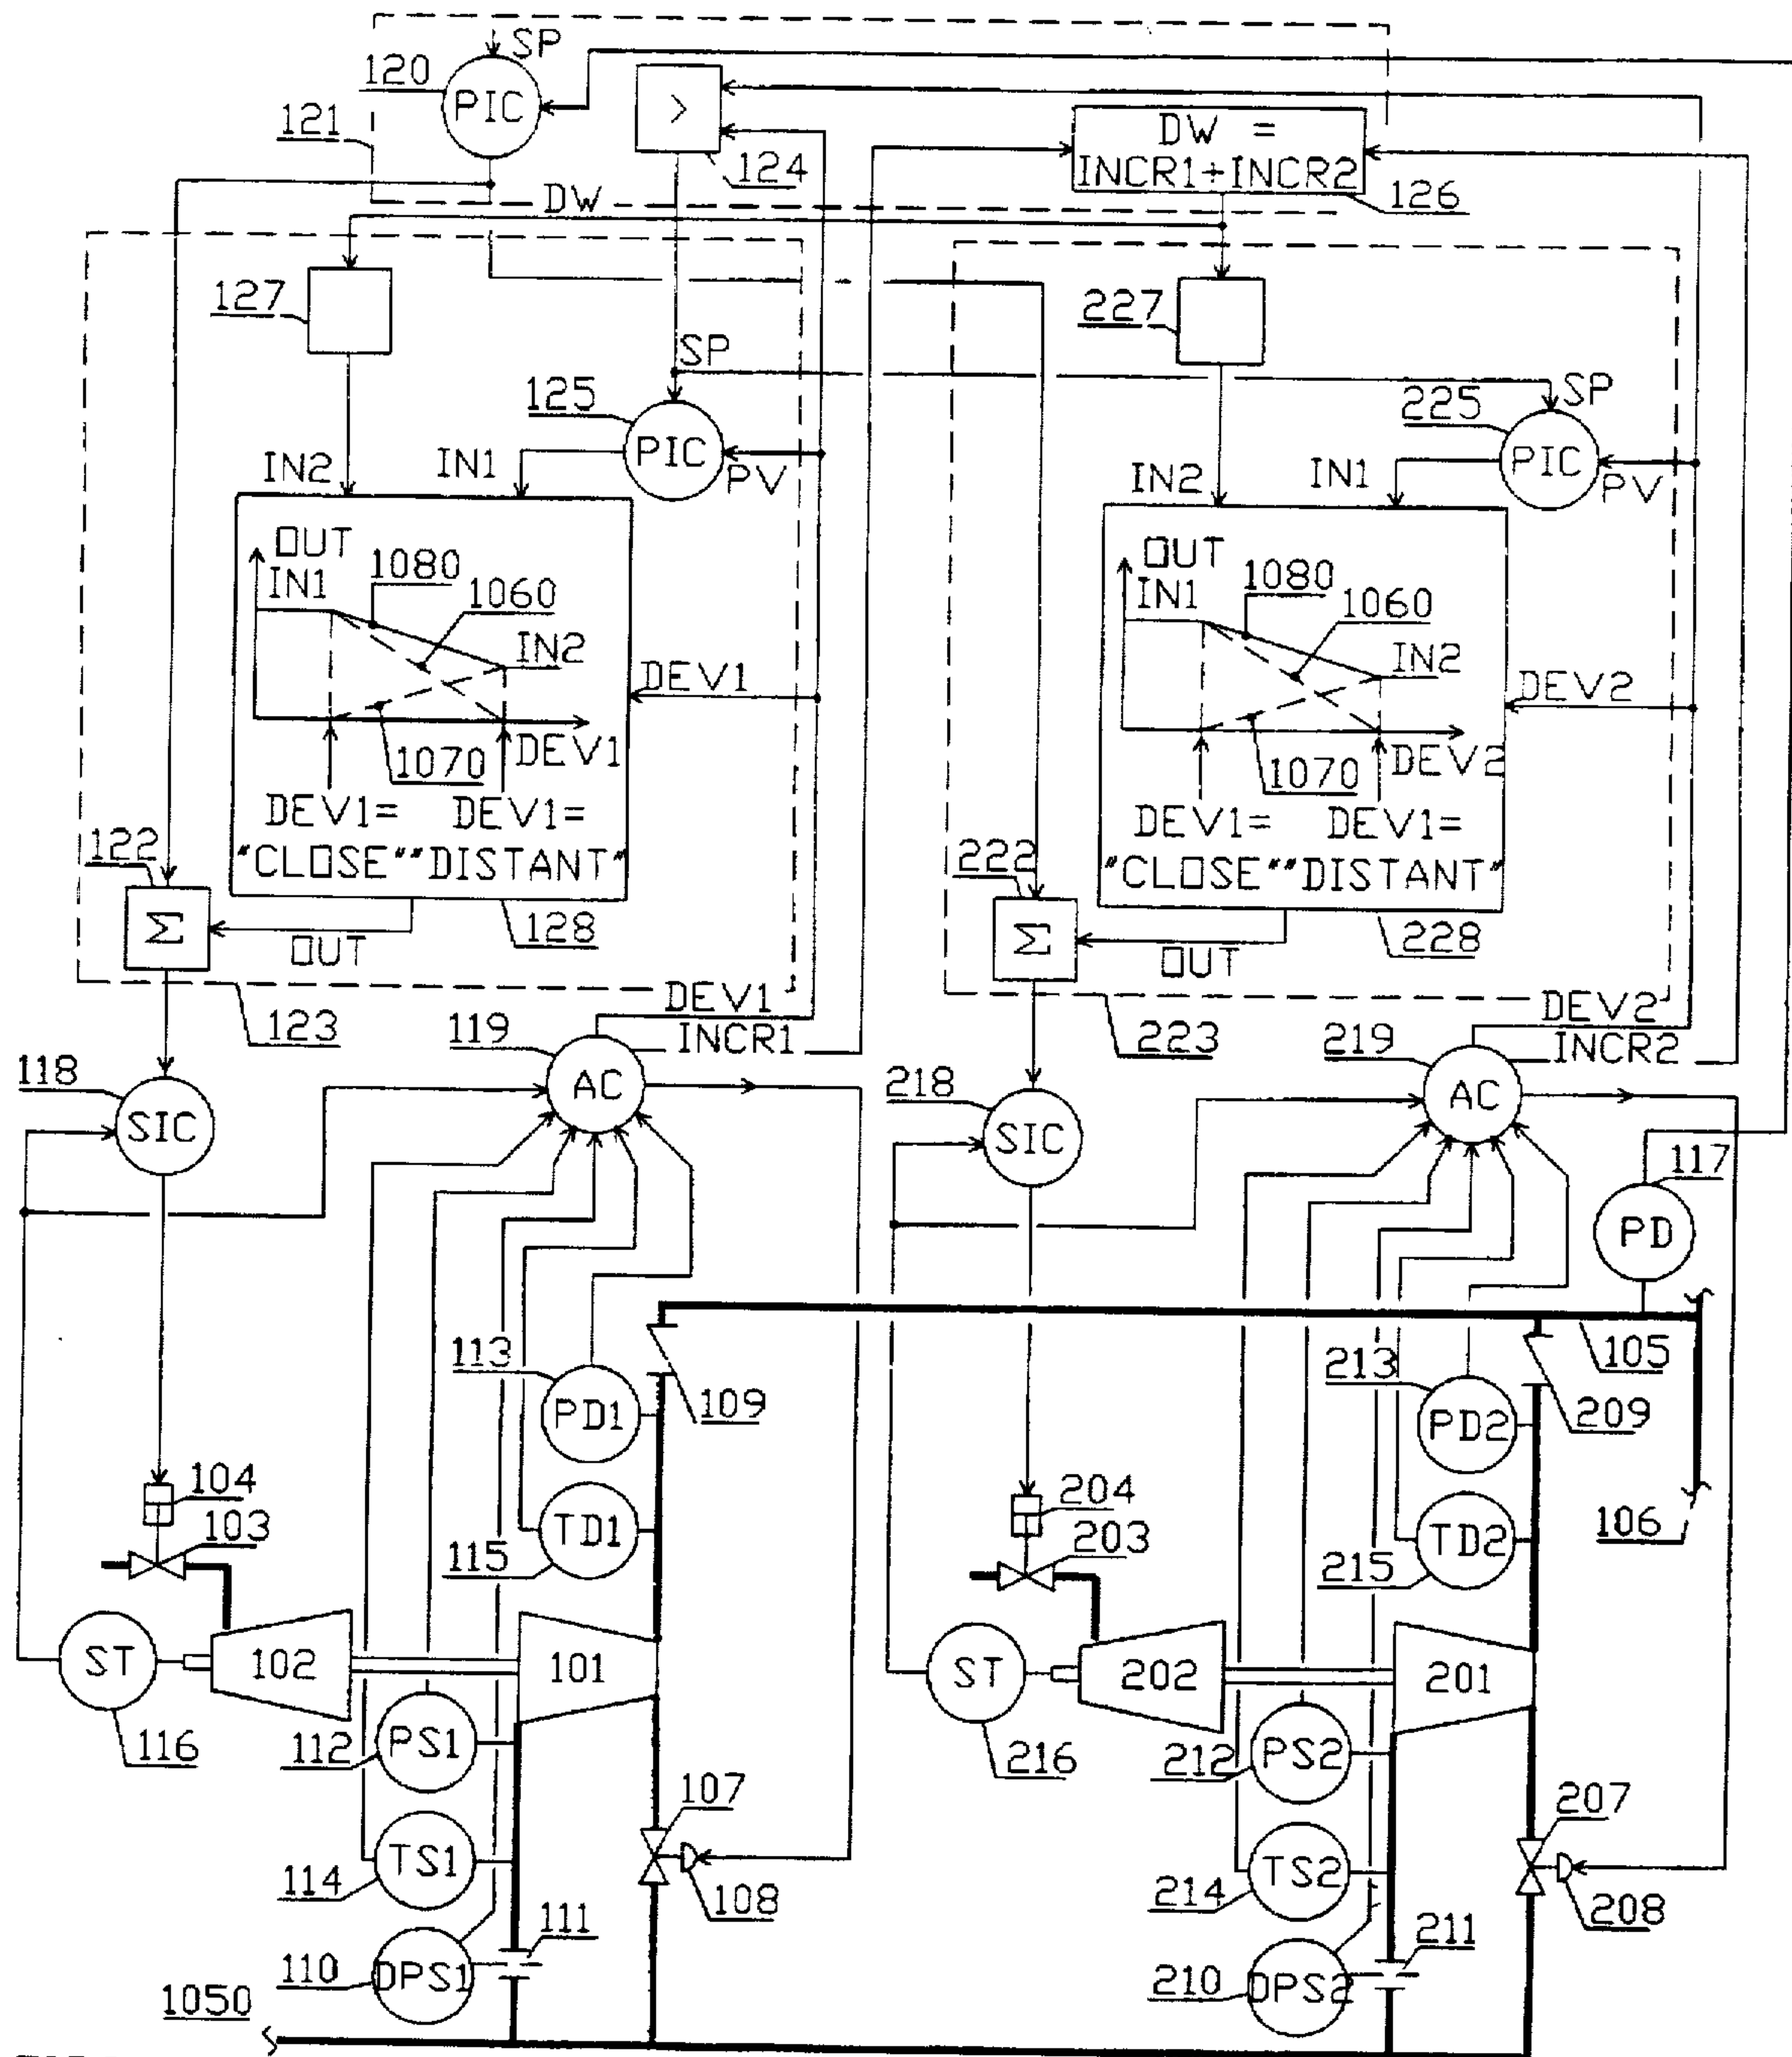 SP
120
PIC
>
121
124
DW =
INCR1+INCR2
126
DW
127
227
SP
125
PIC
PV
IN2
IN1
SP
225
PIC
PV
IN2
IN1
OUT
IN1
1080
1060
IN2
DEV1
1070
DEV1
DEV1=
DEV1=
"CLOSE""DISTANT"
OUT
IN1
1080
1060
IN2
DEV2
1070
DEV2
DEV1=
DEV1=
"CLOSE""DISTANT"
122
Σ
OUT
128
222
Σ
OUT
228
123
DEV1
INCR1
223
DEV2
INCR2
119
AC
118
SIC
219
AC
218
SIC
117
PD
113
PD1
109
213
PD2
209
105
104
103
115
TD1
204
203
215
TD2
106
ST
102
101
116
ST
202
201
216
112
PS1
107
212
PS2
207
114
TS1
108
214
TS2
208
110
DPS1
111
210
DPS2
211
1050